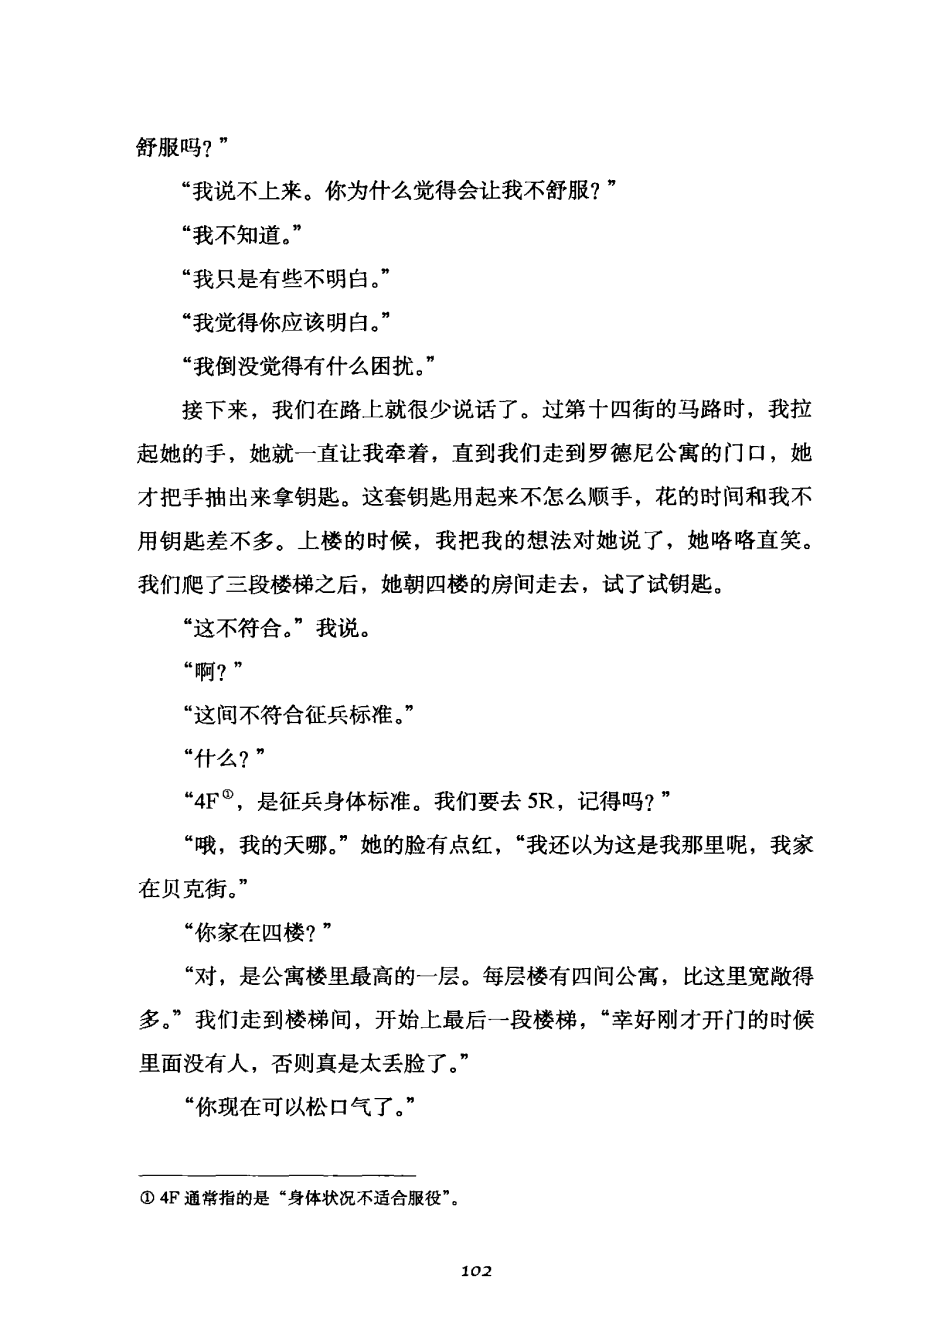 舒服吗？”
“我说不上来。你为什么觉得会让我不舒服？”
“我不知道。”
“我只是有些不明白。”
“我觉得你应该明白。”
“我倒没觉得有什么困扰。”
接下来，我们在路上就很少说话了。过第十四街的马路时，我拉
起她的手，她就一直让我牵着，直到我们走到罗德尼公寓的门口，她
才把手抽出来拿钥匙。这套钥匙用起来不怎么顺手，花的时间和我不
用钥匙差不多。上楼的时候，我把我的想法对她说了，她咯咯直笑。
我们爬了三段楼梯之后，她朝四楼的房间走去，试了试钥匙。
“这不符合。”我说。
“啊？”
“这间不符合征兵标准。”
“什么？”
“4F①，是征兵身体标准。我们要去 5R，记得吗？”
“哦，我的天哪。”她的脸有点红，“我还以为这是我那里呢，我家
在贝克街。”
“你家在四楼？”
“对，是公寓楼里最高的一层。每层楼有四间公寓，比这里宽敞得
多。”我们走到楼梯间，开始上最后一段楼梯，“幸好刚才开门的时候
里面没有人，否则真是太丢脸了。”
“你现在可以松口气了。”
① 4F 通常指的是“身体状况不适合服役”。
102